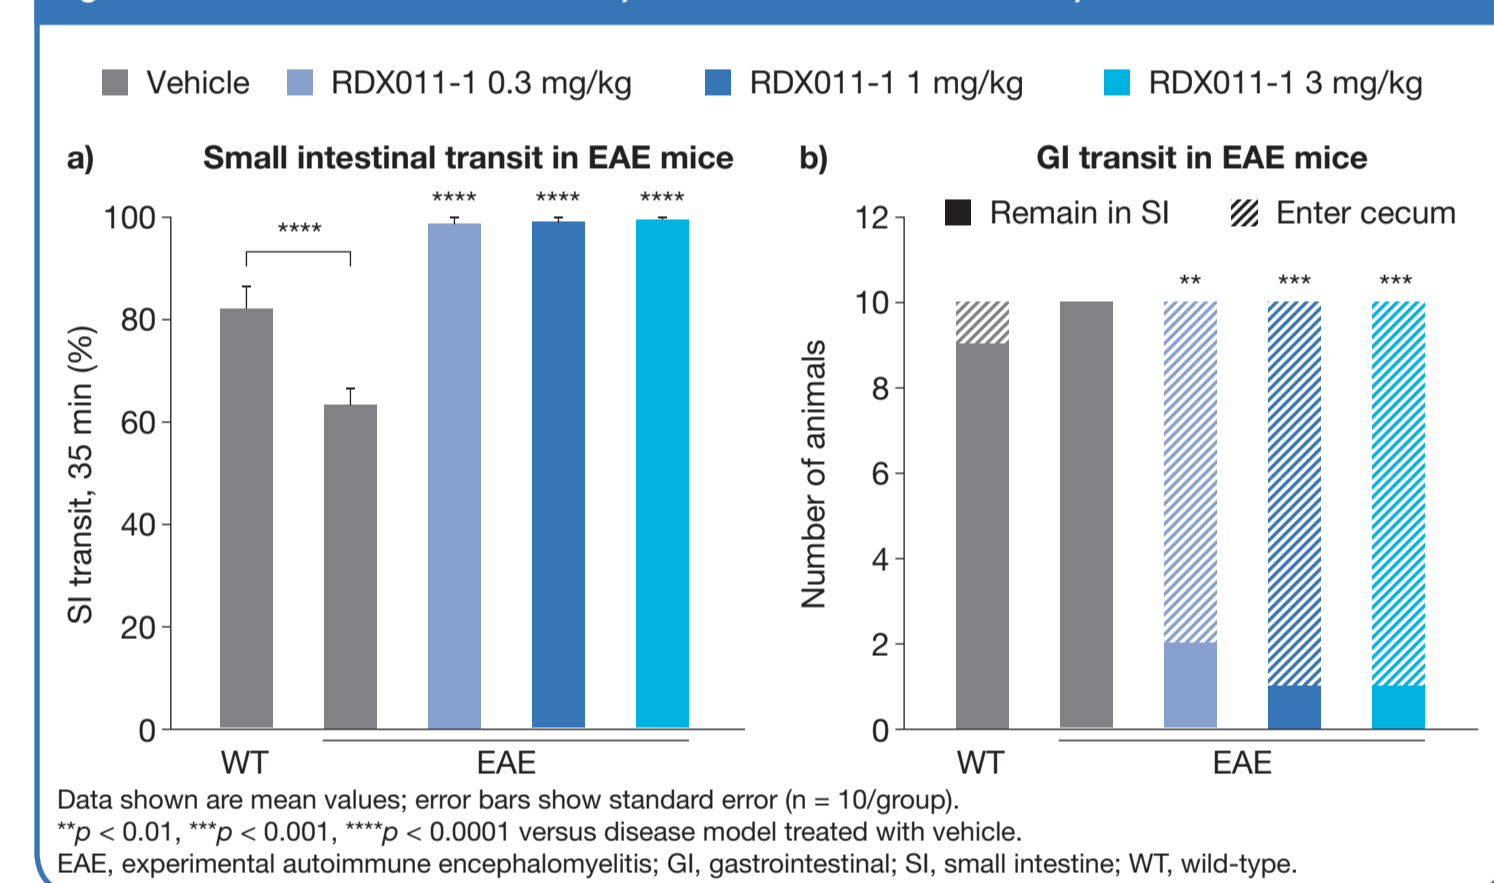 Vehicle RDX011-1 0.3 mg/kg RDX011-1 1 mg/kg RDX011-1 3 mg/kg
a) Small intestinal transit in EAE mice
**** **** **** ****
100
80
60
40
20
0
SI transit, 35 min (%)
WT EAE
b) GI transit in EAE mice
Remain in SI Enter cecum
** *** ***
12
10
8
6
4
2
0
Number of animals
WT EAE
Data shown are mean values; error bars show standard error (n = 10/group).
**p < 0.01, ***p < 0.001, ****p < 0.0001 versus disease model treated with vehicle.
EAE, experimental autoimmune encephalomyelitis; GI, gastrointestinal; SI, small intestine; WT, wild-type.